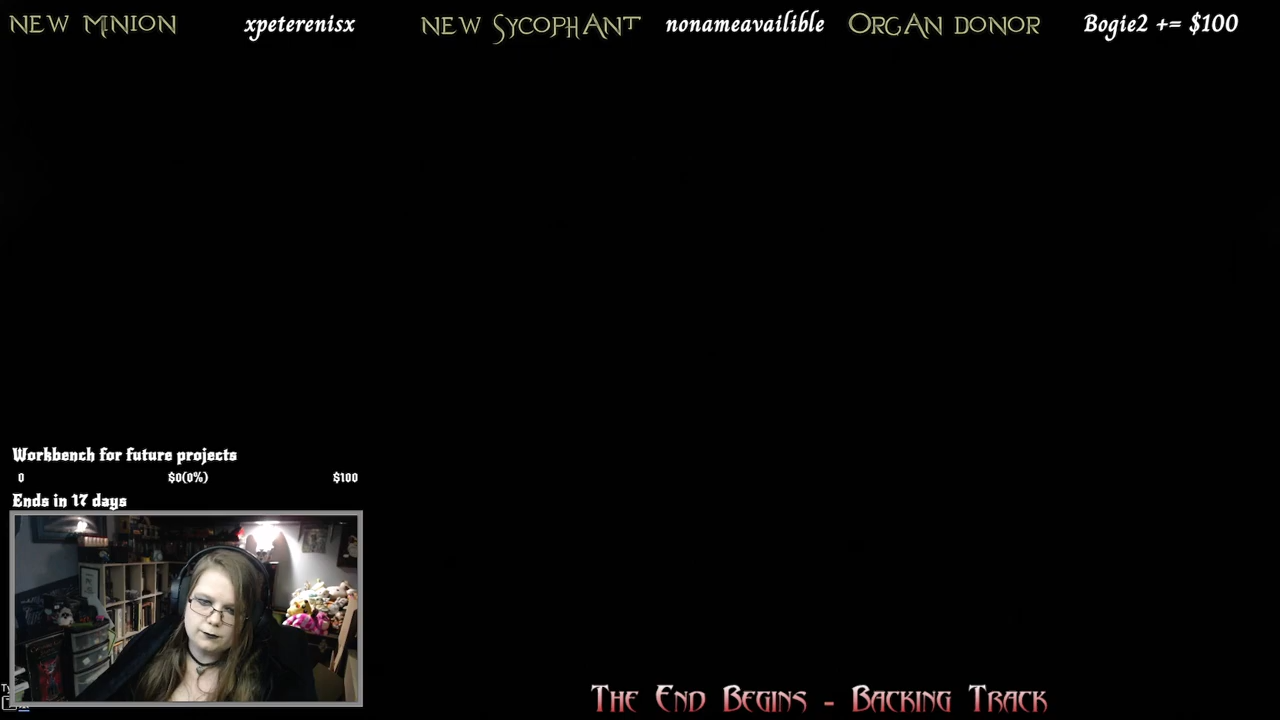 NEW MINION xpeterenisx NEW SYCOPHANT nonameavailible ORGAN DONOR Bogie2 += $100
Workbench for future projects
0 $0(0%) $100
Ends in 17 days
THE END BEGINS - BACKING TRACK